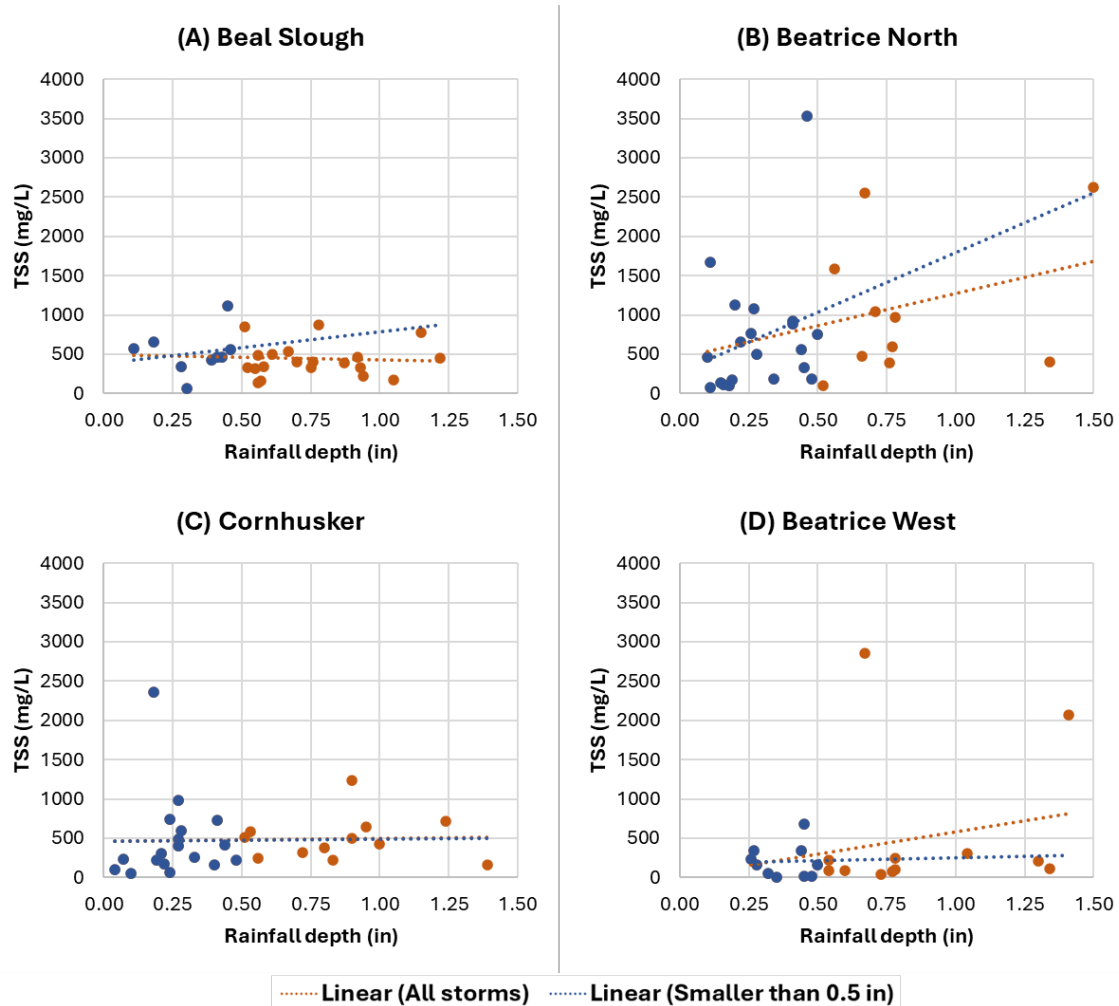 (A) Beal Slough
(B) Beatrice North
4000
3500
3000
2500
2000
1500
1000
500
0
TSS (mg/L)
0.00 0.25 0.50 0.75 1.00 1.25 1.50
Rainfall depth (in)
4000
3500
3000
2500
2000
1500
1000
500
0
TSS (mg/L)
0.00 0.25 0.50 0.75 1.00 1.25 1.50
Rainfall depth (in)
(C) Cornhusker
(D) Beatrice West
4000
3500
3000
2500
2000
1500
1000
500
0
TSS (mg/L)
0.00 0.25 0.50 0.75 1.00 1.25 1.50
Rainfall depth (in)
4000
3500
3000
2500
2000
1500
1000
500
0
TSS (mg/L)
0.00 0.25 0.50 0.75 1.00 1.25 1.50
Rainfall depth (in)
Linear (All storms) Linear (Smaller than 0.5 in)